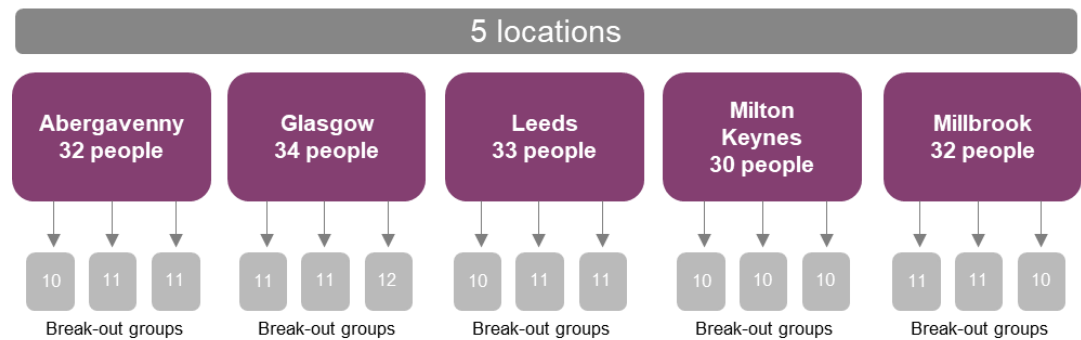 5 locations
Abergavenny
32 people
Glasgow
34 people
Leeds
33 people
Milton
Keynes
30 people
Millbrook
32 people
10 11 11
11 11 12
10 11 11
10 10 10
11 11 10
Break-out groups
Break-out groups
Break-out groups
Break-out groups
Break-out groups